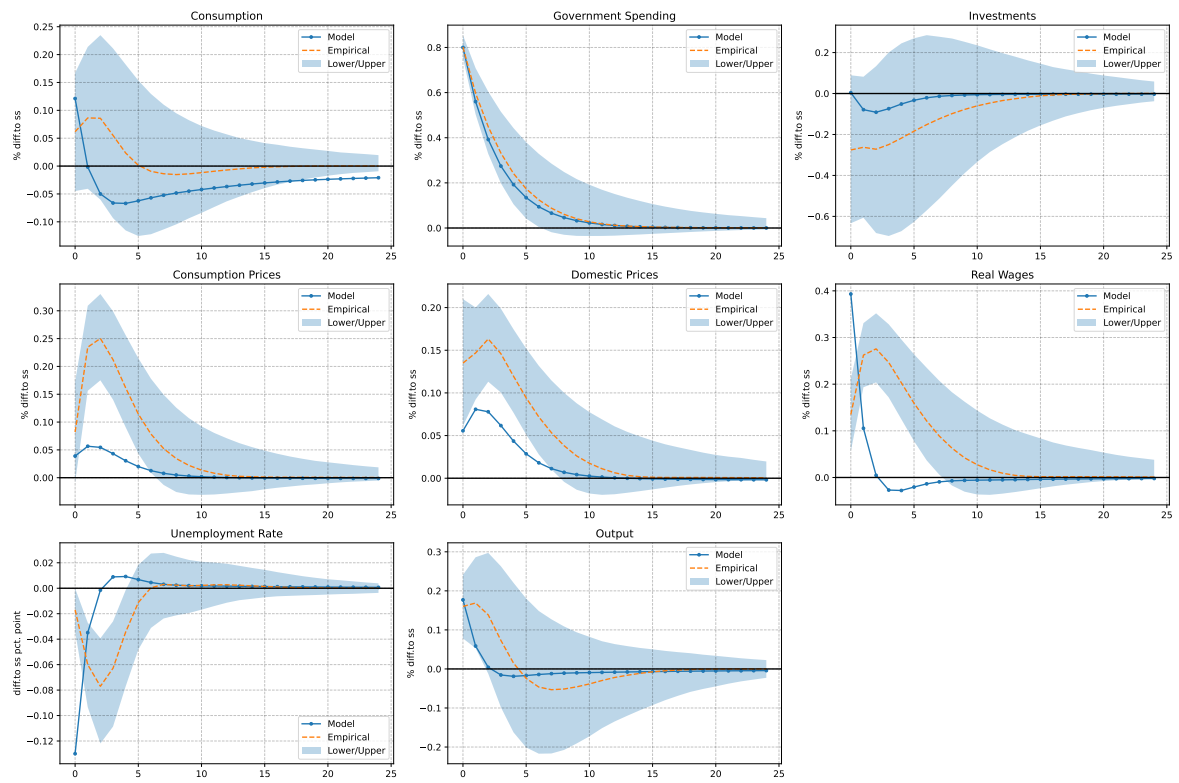 Consumption
% diff.to ss
0.25
0.20
0.15
0.10
0.05
0.00
−0.05
−0.10
0 5 10 15 20 25
Model
Empirical
Lower/Upper
Government Spending
% diff.to ss
0.8
0.6
0.4
0.2
0.0
0 5 10 15 20 25
Model
Empirical
Lower/Upper
Investments
% diff.to ss
0.2
0.0
−0.2
−0.4
−0.6
0 5 10 15 20 25
Model
Empirical
Lower/Upper
Consumption Prices
% diff.to ss
0.30
0.25
0.20
0.15
0.10
0.05
0.00
0 5 10 15 20 25
Model
Empirical
Lower/Upper
Domestic Prices
% diff.to ss
0.20
0.15
0.10
0.05
0.00
0 5 10 15 20 25
Model
Empirical
Lower/Upper
Real Wages
% diff.to ss
0.4
0.3
0.2
0.1
0.0
0 5 10 15 20 25
Model
Empirical
Lower/Upper
Unemployment Rate
diff.to ss pct. point
0.02
0.00
−0.02
−0.04
−0.06
−0.08
−0.10
−0.12
0 5 10 15 20 25
Model
Empirical
Lower/Upper
Output
% diff.to ss
0.3
0.2
0.1
0.0
−0.1
−0.2
0 5 10 15 20 25
Model
Empirical
Lower/Upper